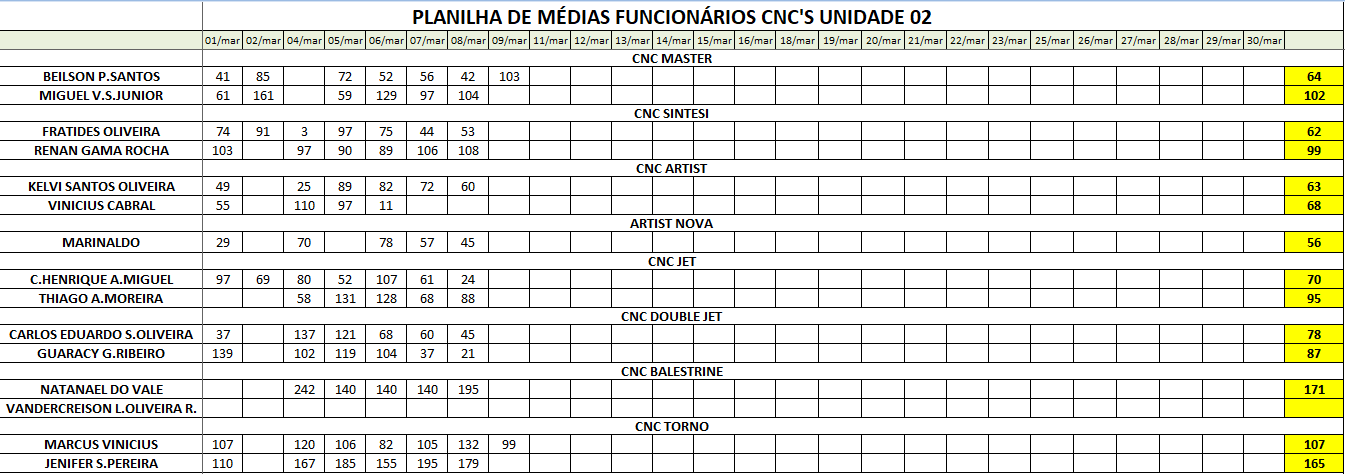 PLANILHA DE MÉDIAS FUNCIONÁRIOS CNC'S UNIDADE 02
01/mar 02/mar 04/mar 05/mar 06/mar 07/mar 08/mar 09/mar 11/mar 12/mar 13/mar 14/mar 15/mar 16/mar 18/mar 19/mar 20/mar 21/mar 22/mar 23/mar 25/mar 26/mar 27/mar 28/mar 29/mar 30/mar
CNC MASTER
BEILSON P.SANTOS 41 85 72 52 56 42 103 64
MIGUEL V.S.JUNIOR 61 161 59 129 97 104 102
CNC SINTESI
FRATIDES OLIVEIRA 74 91 3 97 75 44 53 62
RENAN GAMA ROCHA 103 97 90 89 106 108 99
CNC ARTIST
KELVI SANTOS OLIVEIRA 49 25 89 82 72 60 63
VINICIUS CABRAL 55 110 97 11 68
ARTIST NOVA
MARINALDO 29 70 78 57 45 56
CNC JET
C.HENRIQUE A.MIGUEL 97 69 80 52 107 61 24 70
THIAGO A.MOREIRA 58 131 128 68 88 95
CNC DOUBLE JET
CARLOS EDUARDO S.OLIVEIRA 37 137 121 68 60 45 78
GUARACY G.RIBEIRO 139 102 119 104 37 21 87
CNC BALESTRINE
NATANAEL DO VALE 242 140 140 140 195 171
VANDERCREISON L.OLIVEIRA R.
CNC TORNO
MARCUS VINICIUS 107 120 106 82 105 132 99 107
JENIFER S.PEREIRA 110 167 185 155 195 179 165